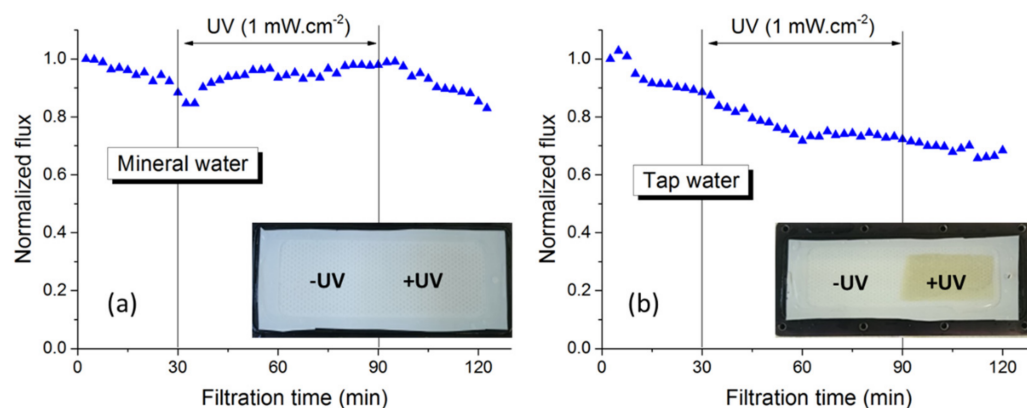 UV (1 mW.cm-2)
1.0
0.8
0.6
0.4
0.2
0.0
Normalized flux
Mineral water
-UV
+UV
(a)
0
30
60
90
120
Filtration time (min)
UV (1 mW.cm-2)
1.0
0.8
0.6
0.4
0.2
0.0
Normalized flux
Tap water
-UV
+UV
(b)
0
30
60
90
120
Filtration time (min)